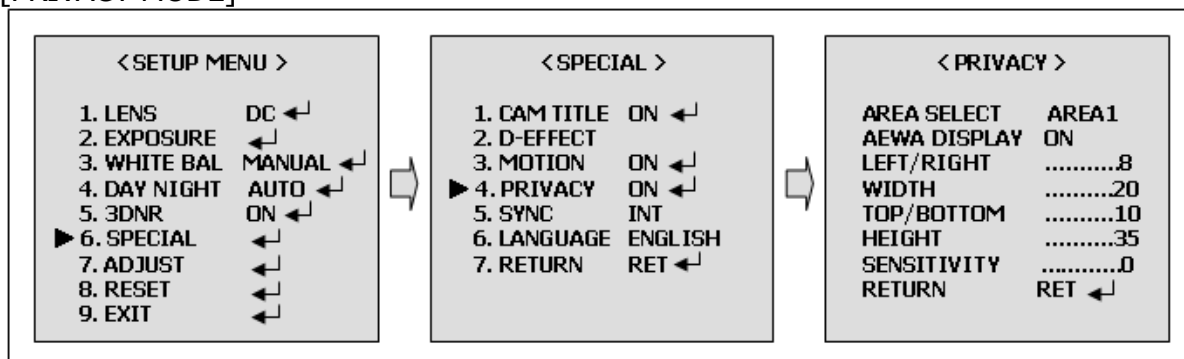 [PRIVACY MODE]
< SETUP MENU >
1. LENS DC
2. EXPOSURE
3. WHITE BAL MANUAL
4. DAY NIGHT AUTO
5. 3DNR ON
6. SPECIAL
7. ADJUST
8. RESET
9. EXIT
< SPECIAL >
1. CAM TITLE ON
2. D-EFFECT
3. MOTION ON
4. PRIVACY ON
5. SYNC INT
6. LANGUAGE ENGLISH
7. RETURN RET
< PRIVACY >
AREA SELECT AREA1
AEWA DISPLAY ON
LEFT/RIGHT ..........8
WIDTH ..........20
TOP/BOTTOM ..........10
HEIGHT ..........35
SENSITIVITY ............0
RETURN RET